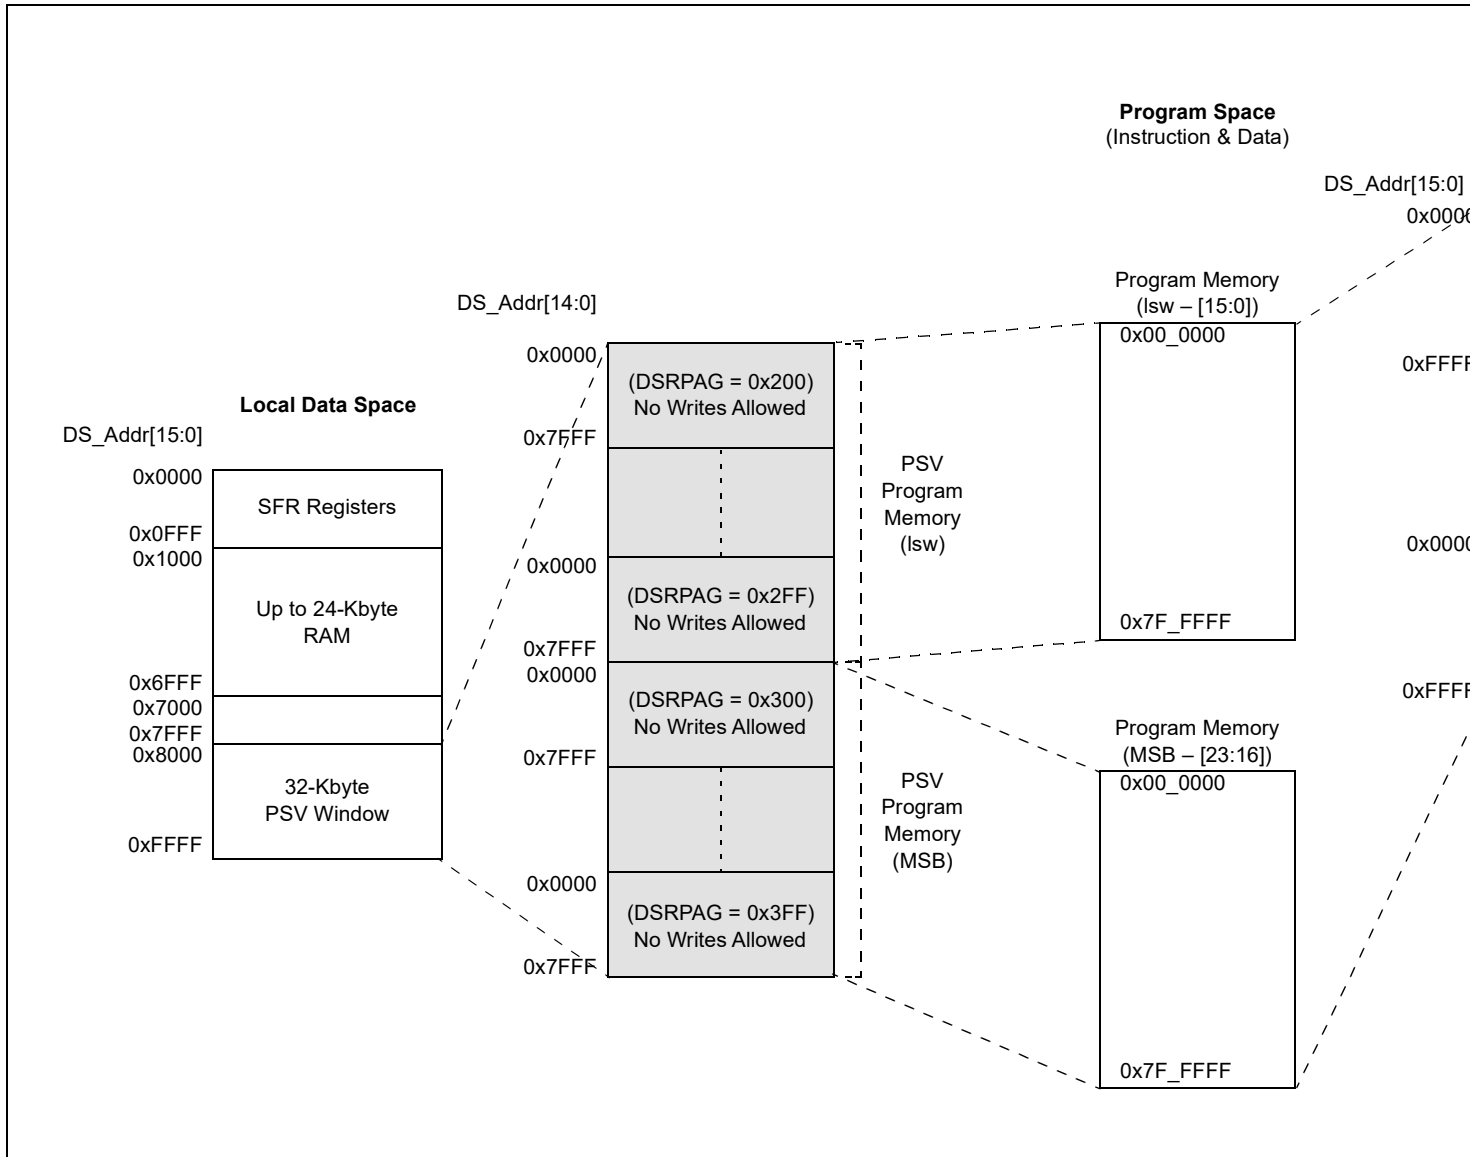 Program Space
(Instruction & Data)
DS_Addr[15:0]
Program Memory
(lsw – [15:0])
0x00_0000
0x7F_FFFF
DS_Addr[14:0]
0x0000
(DSRPAG = 0x200)
No Writes Allowed
0x7FFF
Local Data Space
DS_Addr[15:0]
0x0000
SFR Registers
0x0FFF
0x1000
Up to 24-Kbyte
RAM
0x6FFF
0x7000
0x7FFF
0x8000
32-Kbyte
PSV Window
0xFFFF
PSV
Program
Memory
(lsw)
0x0000
(DSRPAG = 0x2FF)
No Writes Allowed
0x7FFF
0x0000
(DSRPAG = 0x300)
No Writes Allowed
0x7FFF
PSV
Program
Memory
(MSB)
0x0000
(DSRPAG = 0x3FF)
No Writes Allowed
0x7FFF
Program Memory
(MSB – [23:16])
0x00_0000
0x7F_FFFF